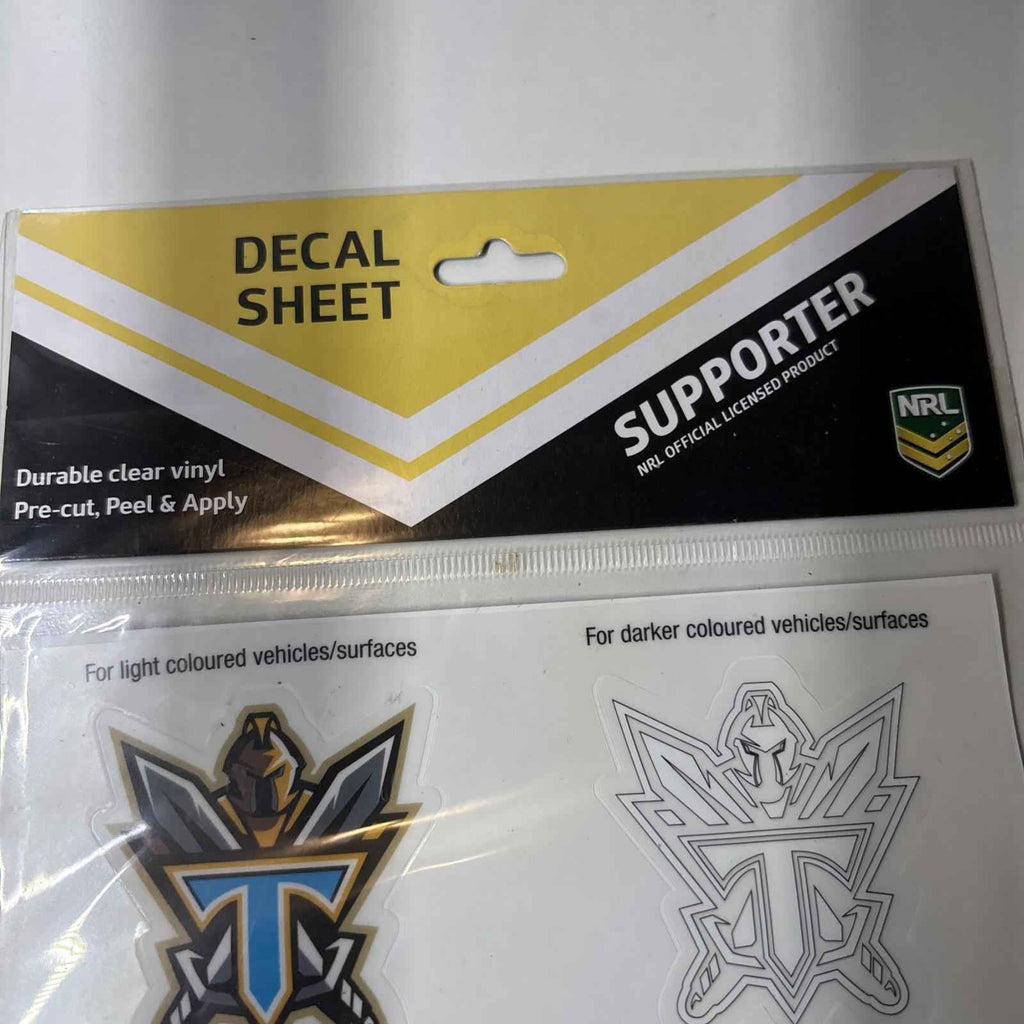 DECAL
SHEET
SUPPORTER
NRL OFFICIAL LICENSED PRODUCT
NRL
Durable clear vinyl
Pre-cut, Peel & Apply
For light coloured vehicles/surfaces
For darker coloured vehicles/surfaces
T
T